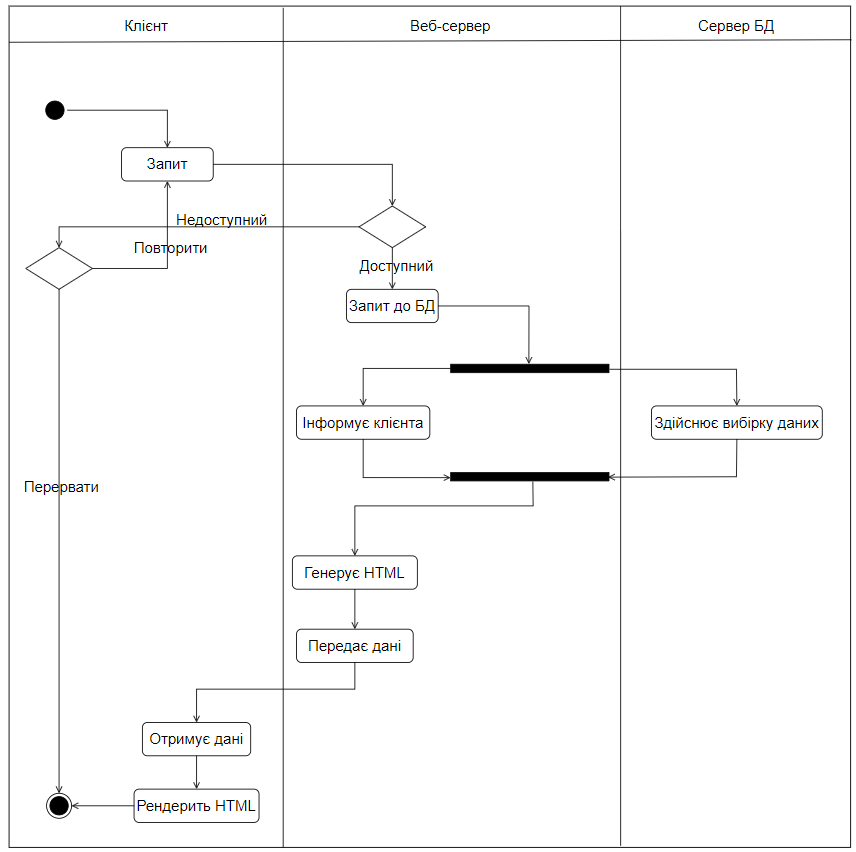 Клієнт
Веб-сервер
Сервер БД
Запит
Недоступний
Повторити
Доступний
Запит до БД
Інформує клієнта
Здійснює вибірку даних
Перервати
Генерує HTML
Передає дані
Отримує дані
Рендерить HTML